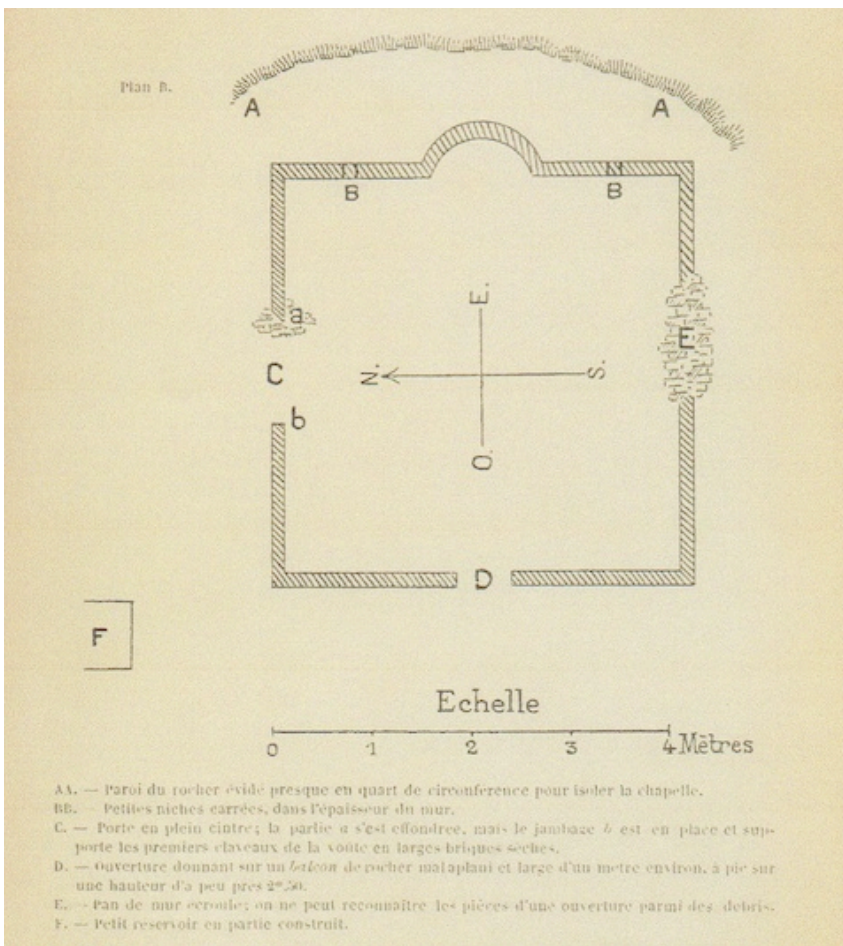 Plan B.
A A
B B
a
E.
E
C
N. S.
b
O.
D
F
Echelle
0 1 2 3 4 Mètres
AA. — Paroi du rocher évidé presque en quart de circonférence pour isoler la chapelle.
BB. — Petites niches carrées, dans l'épaisseur du mur.
C. — Porte en plein cintre; la partie a s'est effondrée, mais le jambage b est en place et sup-
porte les premiers claveaux de la voûte en larges briques sèches.
D. — Ouverture donnant sur un balcon de rocher mal aplani et large d'un mètre environ, à pic sur
une hauteur d'a peu près 2m,50.
E. — Pan de mur écroulé; on ne peut reconnaître les pièces d'une ouverture parmi des debris.
F. — Petit reservoir en partie construit.